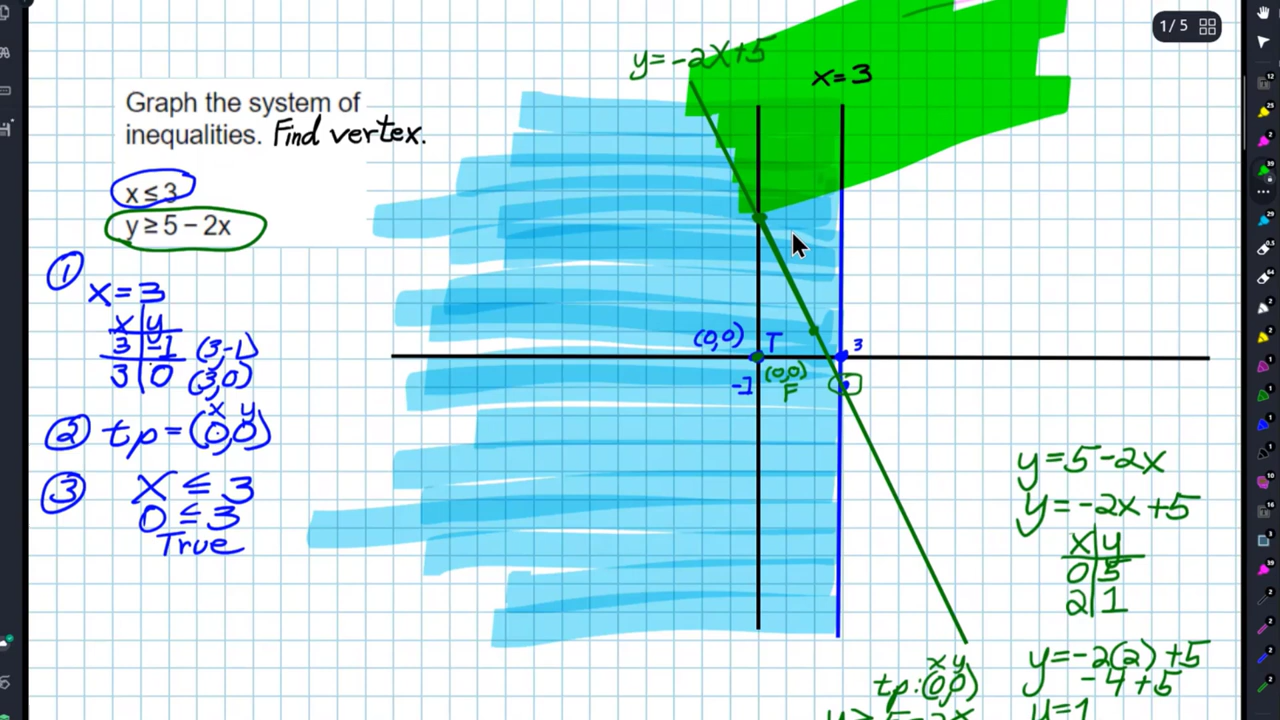 1 / 5
Graph the system of
inequalities. Find vertex.
x ≤ 3
y ≥ 5 − 2x
①
x = 3
x | y
3 | -1 (3,-1)
3 | 0 (3,0)
x y
② tp = (0,0)
③ x ≤ 3
0 ≤ 3
True
y = -2x+5
x = 3
(0,0) T
3
-1
(0,0)
F
y = 5-2x
y = -2x +5
x | y
0 | 5
2 | 1
y = -2(2) +5
-4 +5
y = 1
x y
tp: (0,0)
y ≥ 5-2x